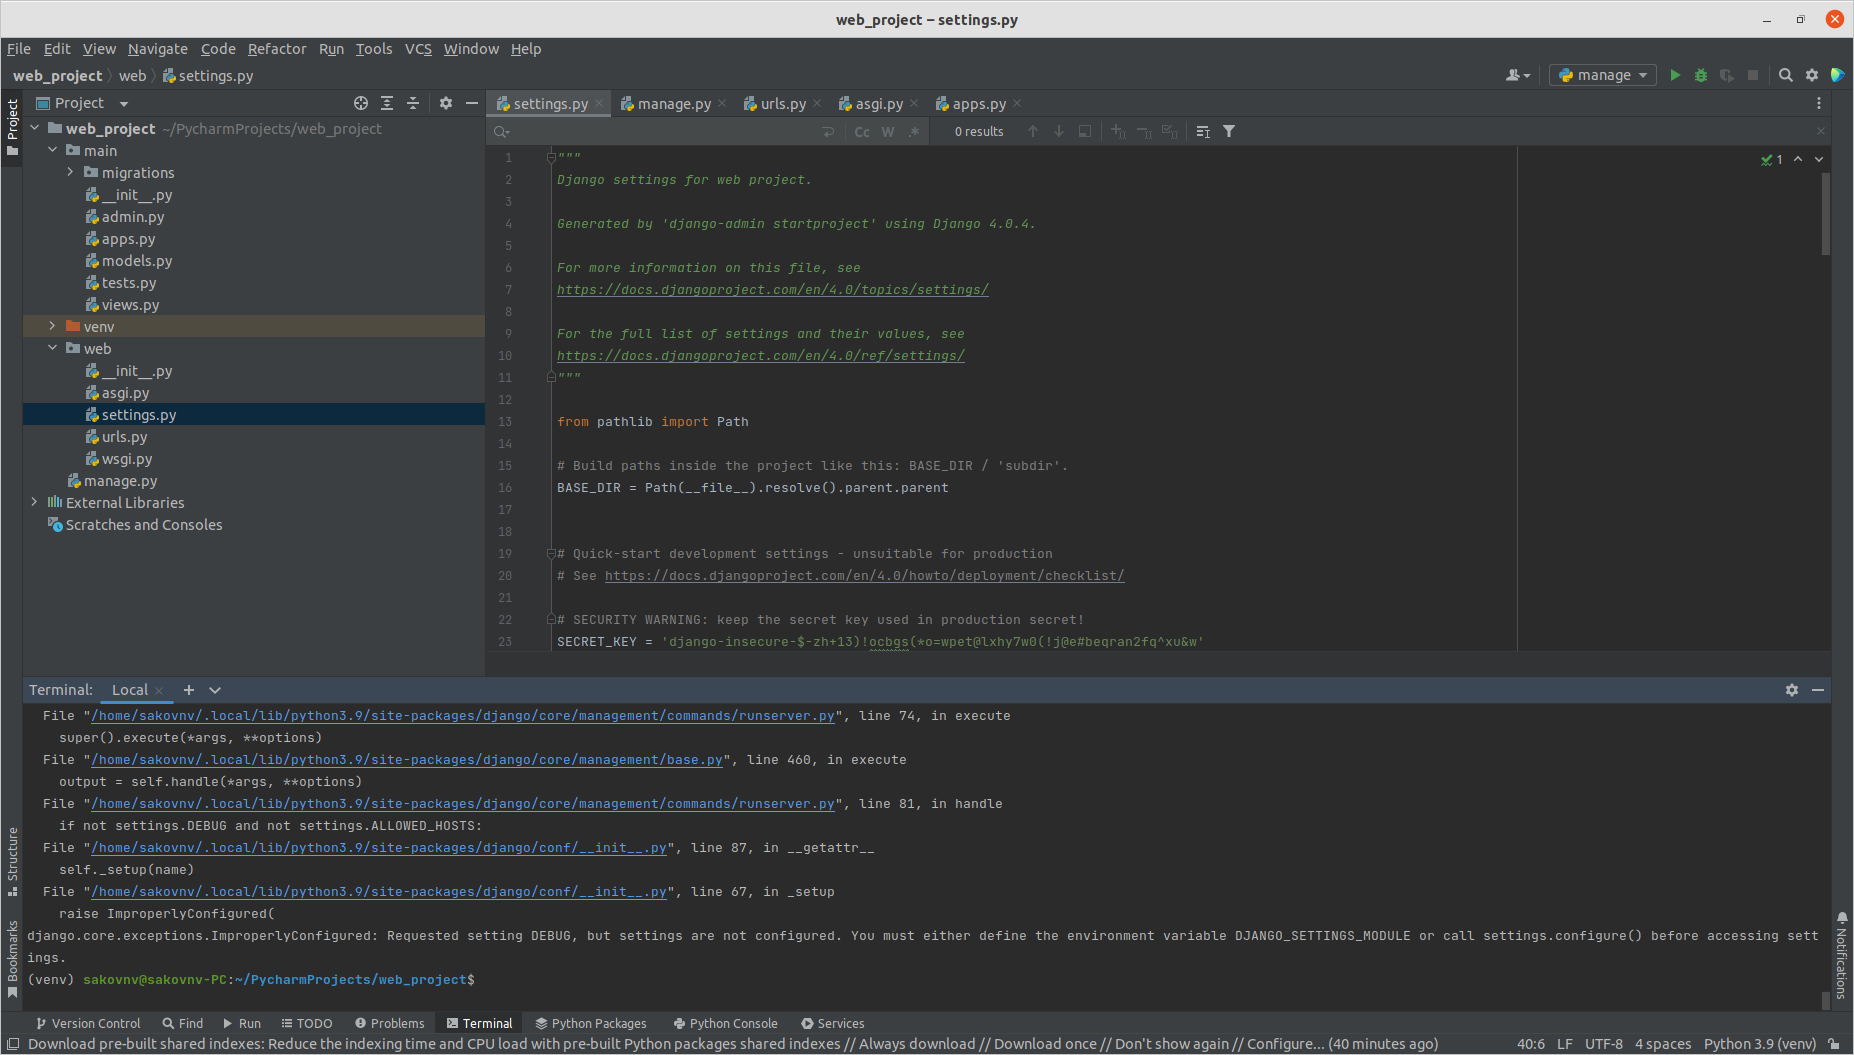 web_project – settings.py
File Edit View Navigate Code Refactor Run Tools VCS Window Help
web_project web settings.py
manage
Project
settings.py manage.py urls.py asgi.py apps.py
Project
web_project ~/PycharmProjects/web_project
main
migrations
__init__.py
admin.py
apps.py
models.py
tests.py
views.py
venv
web
__init__.py
asgi.py
settings.py
urls.py
wsgi.py
manage.py
External Libraries
Scratches and Consoles
Cc W .* 0 results
1
1 """
2 Django settings for web project.
3
4 Generated by 'django-admin startproject' using Django 4.0.4.
5
6 For more information on this file, see
7 https://docs.djangoproject.com/en/4.0/topics/settings/
8
9 For the full list of settings and their values, see
10 https://docs.djangoproject.com/en/4.0/ref/settings/
11 """
12
13 from pathlib import Path
14
15 # Build paths inside the project like this: BASE_DIR / 'subdir'.
16 BASE_DIR = Path(__file__).resolve().parent.parent
17
18
19 # Quick-start development settings - unsuitable for production
20 # See https://docs.djangoproject.com/en/4.0/howto/deployment/checklist/
21
22 # SECURITY WARNING: keep the secret key used in production secret!
23 SECRET_KEY = 'django-insecure-$-zh+13)!ocbgs(*o=wpet@lxhy7w0(!j@e#beqran2fq^xu&w'
Terminal: Local
File "/home/sakovnv/.local/lib/python3.9/site-packages/django/core/management/commands/runserver.py", line 74, in execute
super().execute(*args, **options)
File "/home/sakovnv/.local/lib/python3.9/site-packages/django/core/management/base.py", line 460, in execute
output = self.handle(*args, **options)
File "/home/sakovnv/.local/lib/python3.9/site-packages/django/core/management/commands/runserver.py", line 81, in handle
if not settings.DEBUG and not settings.ALLOWED_HOSTS:
File "/home/sakovnv/.local/lib/python3.9/site-packages/django/conf/__init__.py", line 87, in __getattr__
self._setup(name)
File "/home/sakovnv/.local/lib/python3.9/site-packages/django/conf/__init__.py", line 67, in _setup
raise ImproperlyConfigured(
django.core.exceptions.ImproperlyConfigured: Requested setting DEBUG, but settings are not configured. You must either define the environment variable DJANGO_SETTINGS_MODULE or call settings.configure() before accessing sett
ings.
(venv) sakovnv@sakovnv-PC:~/PycharmProjects/web_project$
Structure
Bookmarks
Notifications
Version Control Find Run TODO Problems Terminal Python Packages Python Console Services
Download pre-built shared indexes: Reduce the indexing time and CPU load with pre-built Python packages shared indexes // Always download // Download once // Don't show again // Configure... (40 minutes ago) 40:6 LF UTF-8 4 spaces Python 3.9 (venv)